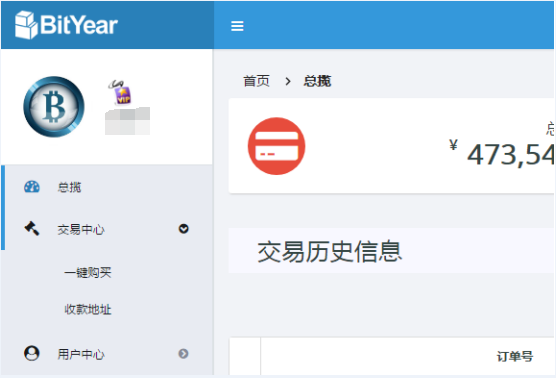 BitYear
VIP
首页 > 总揽
总揽
¥ 473,54
交易中心
交易历史信息
一键购买
收款地址
用户中心
订单号